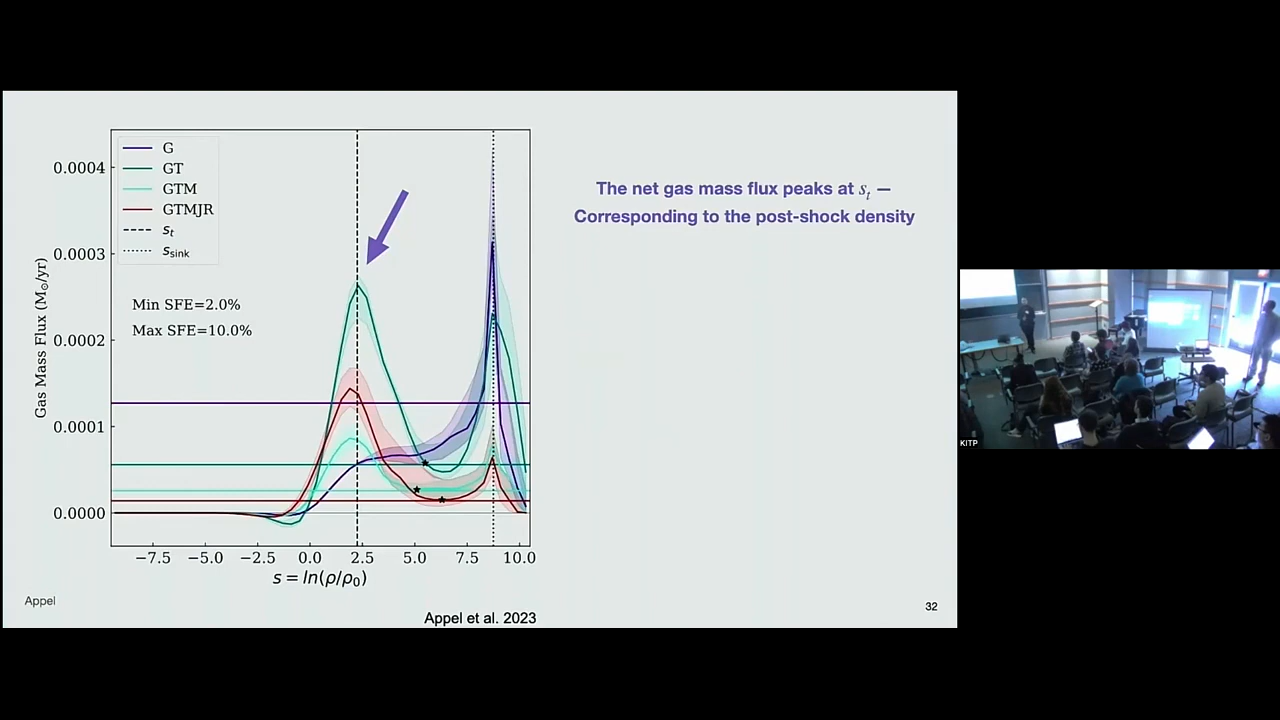 G
GT
GTM
GTMJR
s_t
s_sink
Min SFE=2.0%
Max SFE=10.0%
0.0004
0.0003
0.0002
0.0001
0.0000
Gas Mass Flux (M⊙/yr)
−7.5 −5.0 −2.5 0.0 2.5 5.0 7.5 10.0
s = ln(ρ/ρ₀)
The net gas mass flux peaks at s_t —
Corresponding to the post-shock density
Appel
Appel et al. 2023
32
KITP